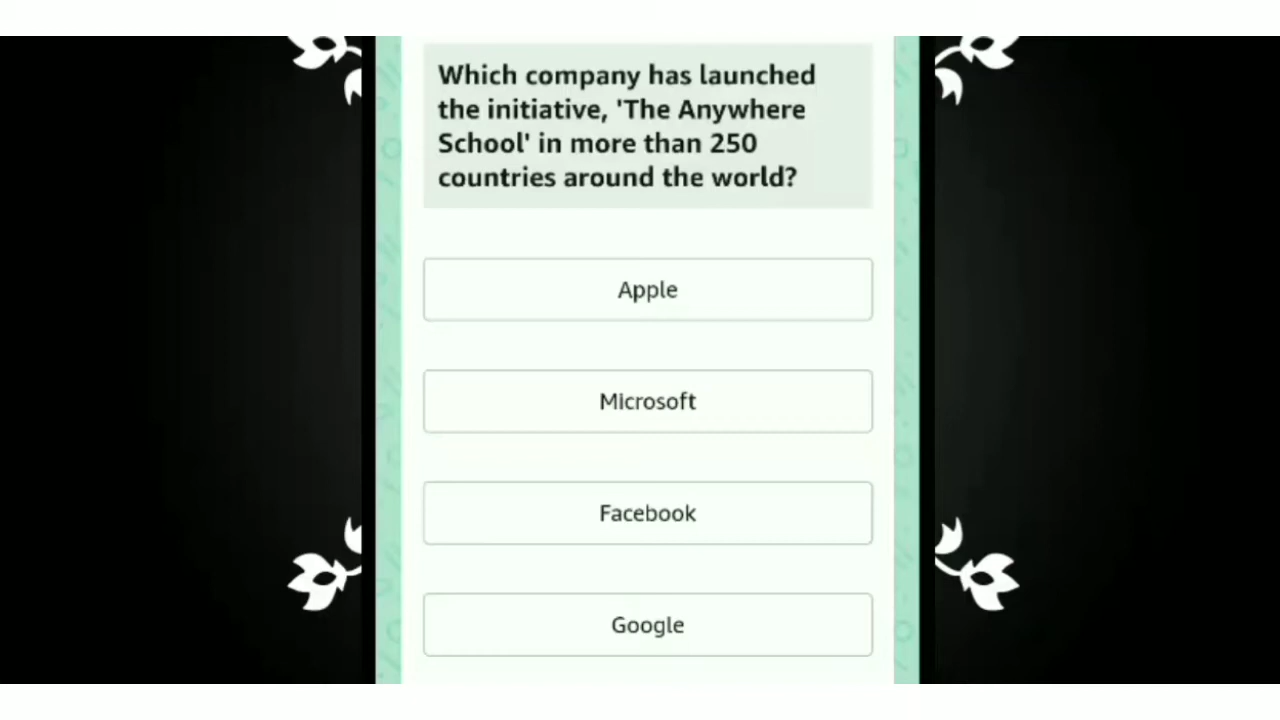 Which company has launched
the initiative, 'The Anywhere
School' in more than 250
countries around the world?
Apple
Microsoft
Facebook
Google